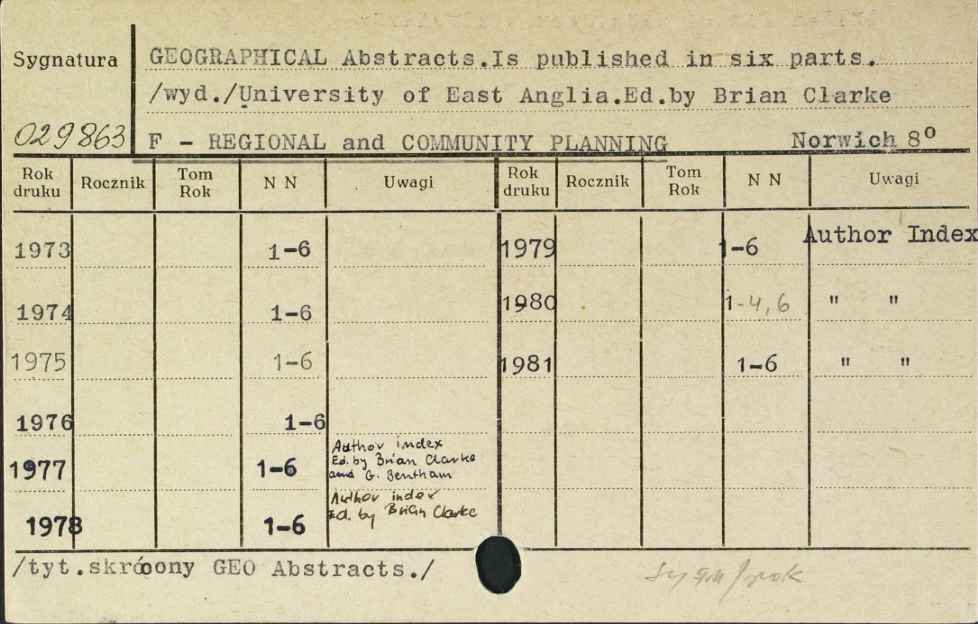 Sygnatura
GEOGRAPHICAL Abstracts.Is published in six parts.
/wyd./University of East Anglia.Ed.by Brian Clarke
029863 F - REGIONAL and COMMUNITY PLANNING Norwich 8°
Rok druku Rocznik Tom Rok N N Uwagi Rok druku Rocznik Tom Rok N N Uwagi
1973 1-6 1979 1-6 Author Index
1974 1-6 1980 1-4,6 " "
1975 1-6 1981 1-6 " "
1976 1-6
1977 1-6 Author index
Ed. by Brian Clarke
and G. Bentham
1978 1-6 Author index
Ed. by Brian Clarke
/tyt.skrócony GEO Abstracts./